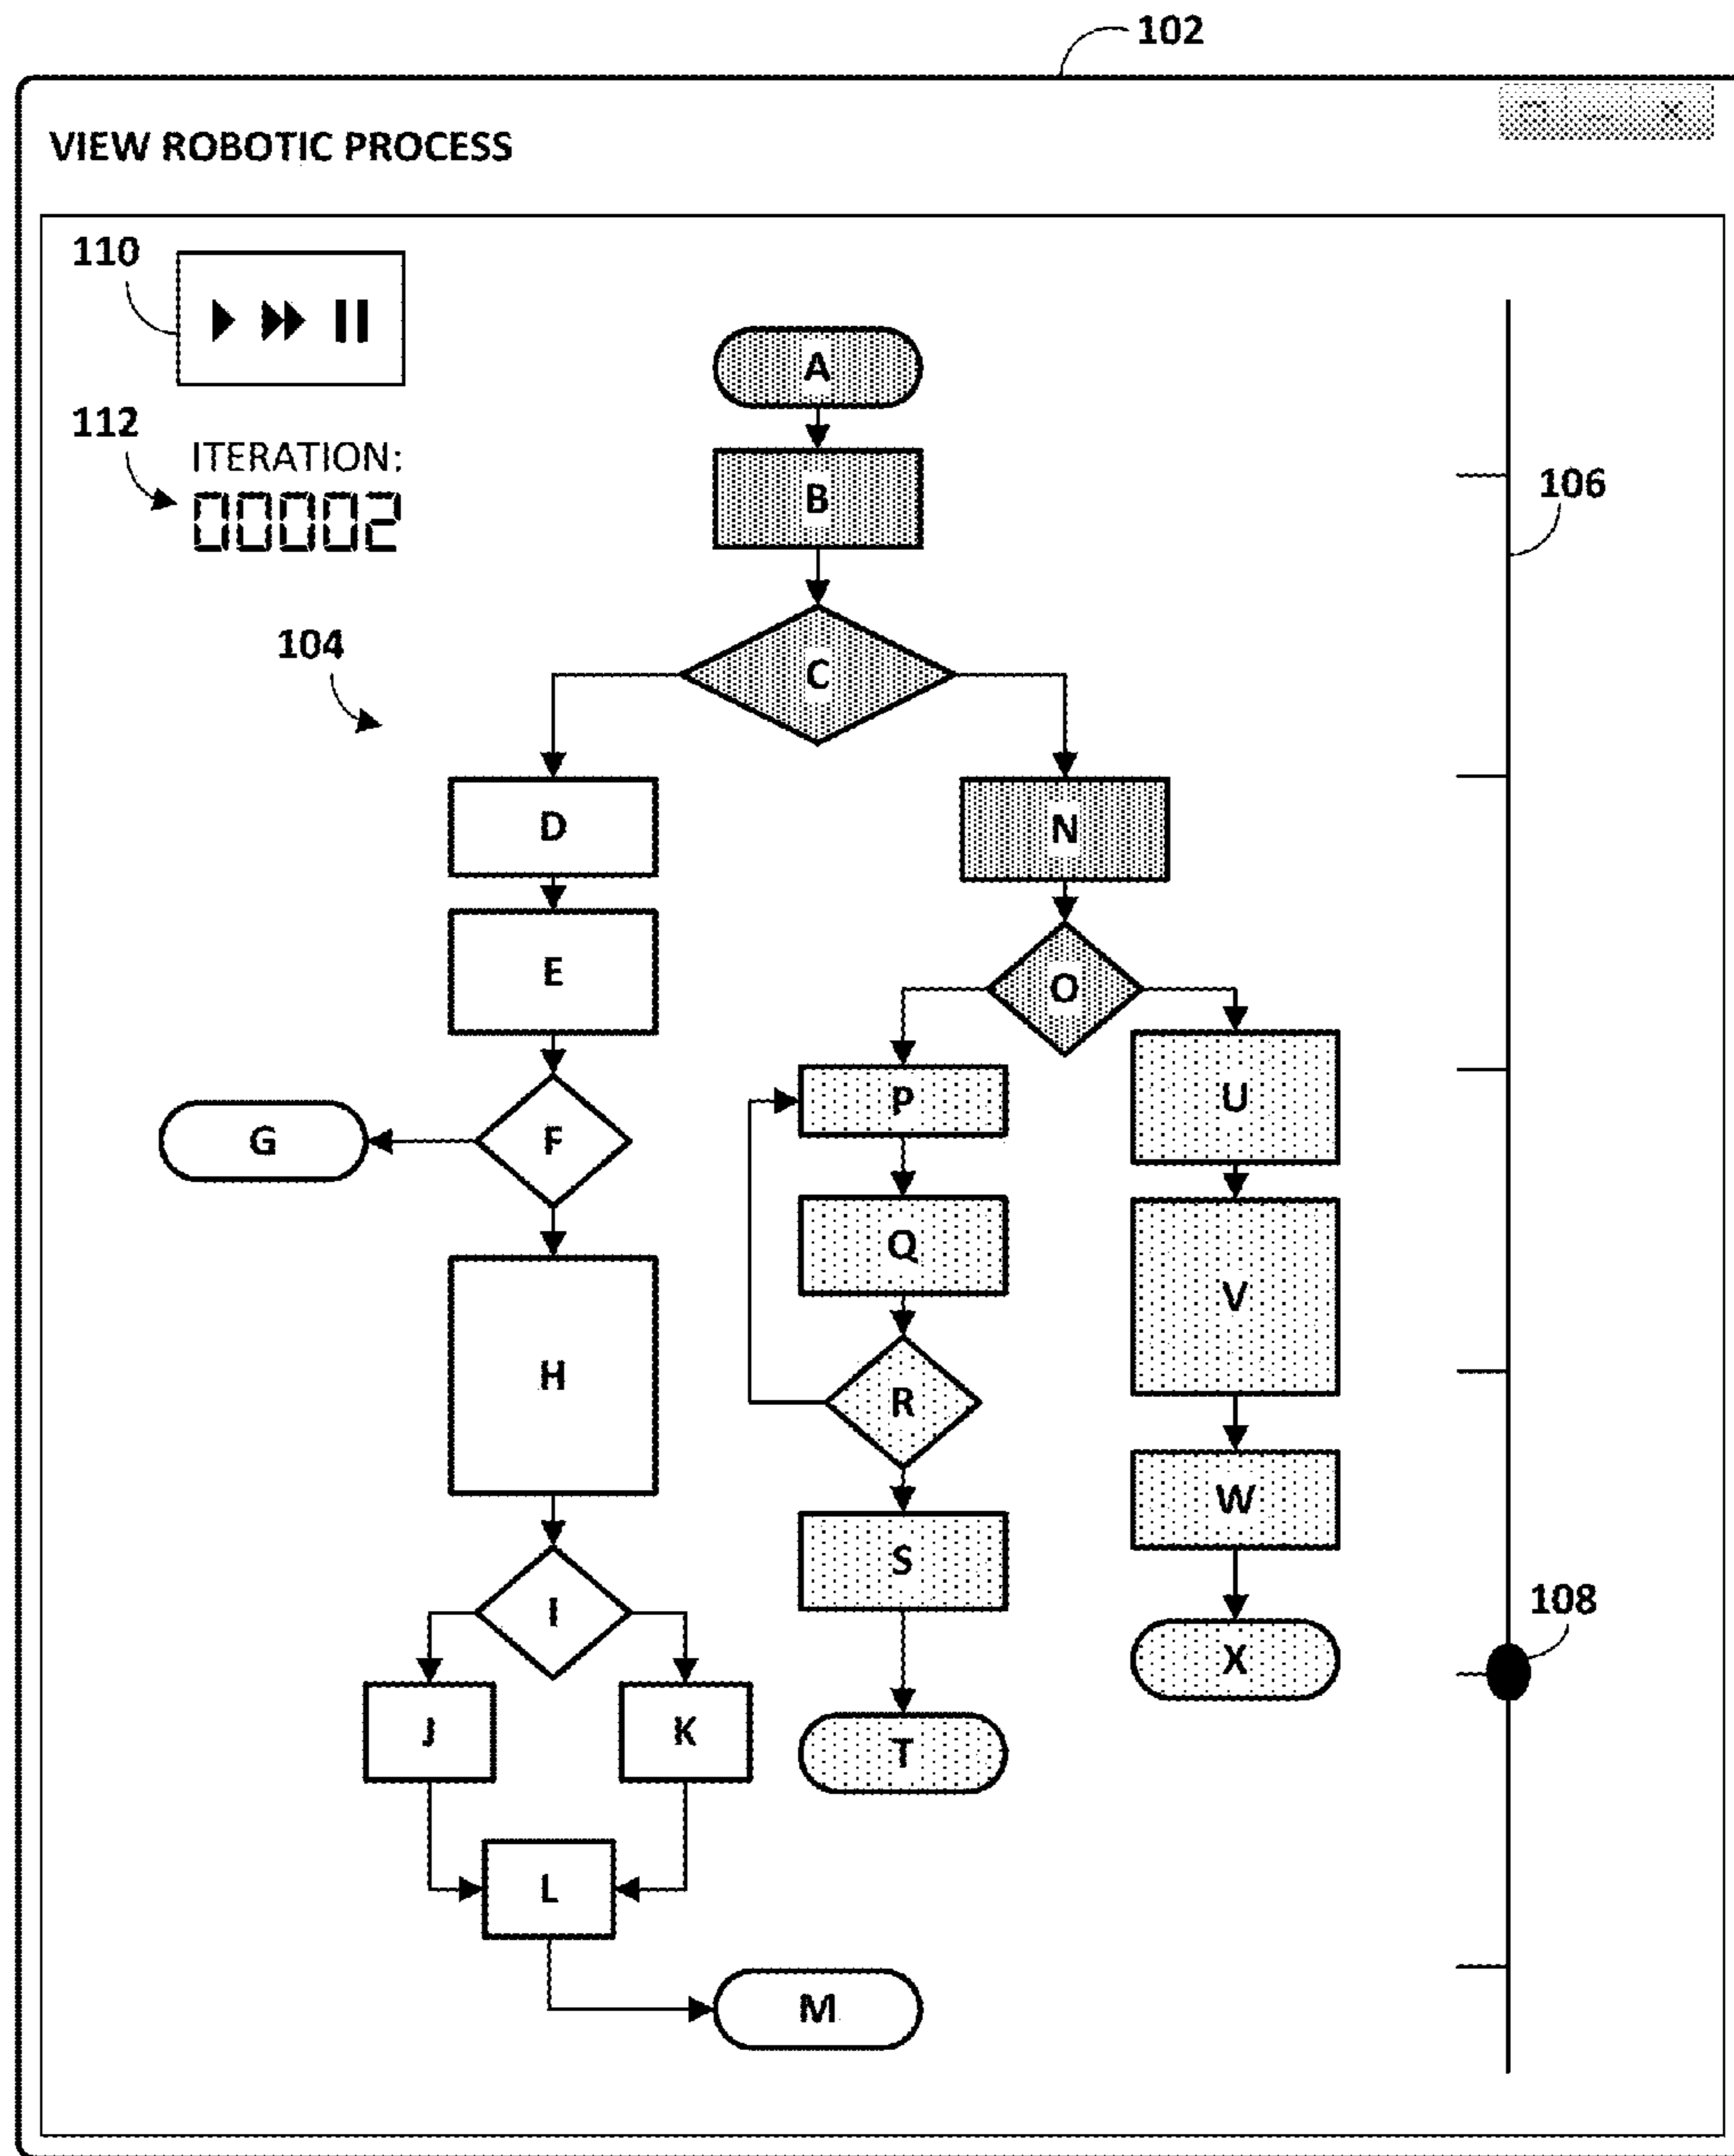 102
VIEW ROBOTIC PROCESS
110
112
ITERATION:
00002
106
104
A
B
C
D
N
E
O
P
U
G
F
Q
V
H
R
W
S
I
108
X
J
K
T
L
M